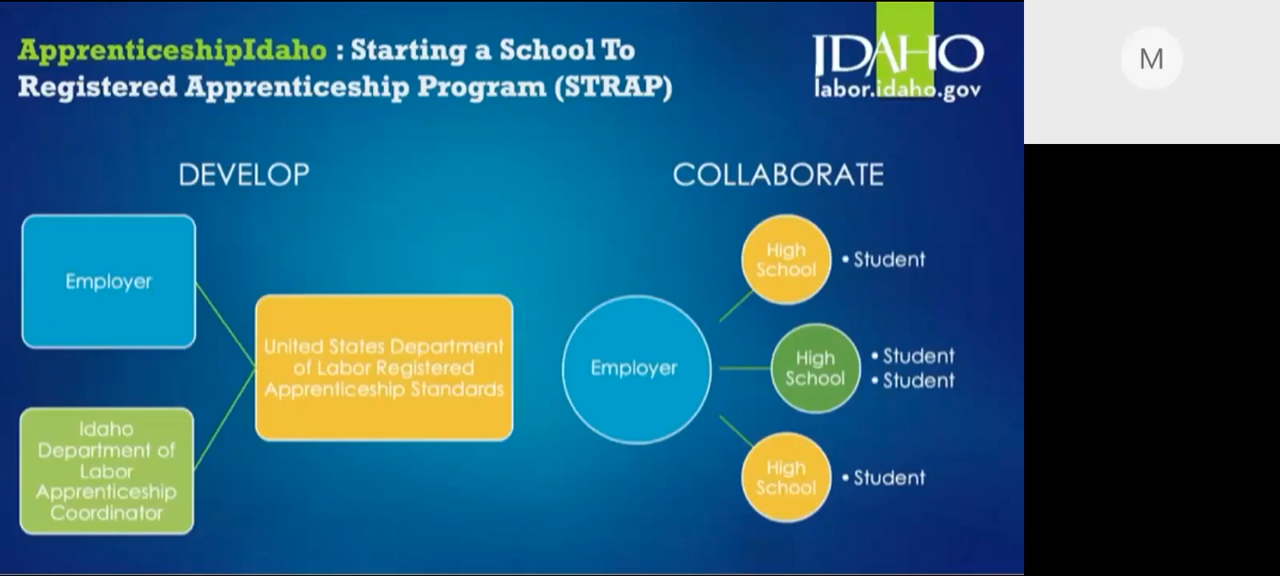 ApprenticeshipIdaho : Starting a School To
Registered Apprenticeship Program (STRAP)
IDAHO
labor.idaho.gov
M
DEVELOP
COLLABORATE
Employer
Idaho
Department of
Labor
Apprenticeship
Coordinator
United States Department
of Labor Registered
Apprenticeship Standards
Employer
High
School
• Student
High
School
• Student
• Student
High
School
• Student